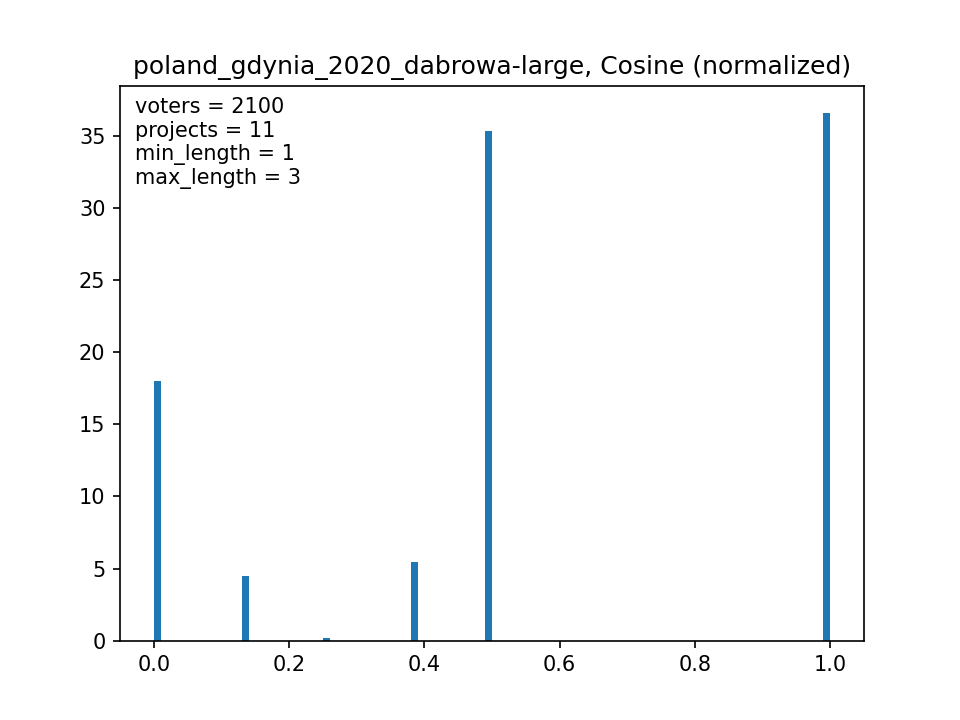 poland_gdynia_2020_dabrowa-large, Cosine (normalized)
voters = 2100
projects = 11
min_length = 1
max_length = 3
35
30
25
20
15
10
5
0
0.0 0.2 0.4 0.6 0.8 1.0